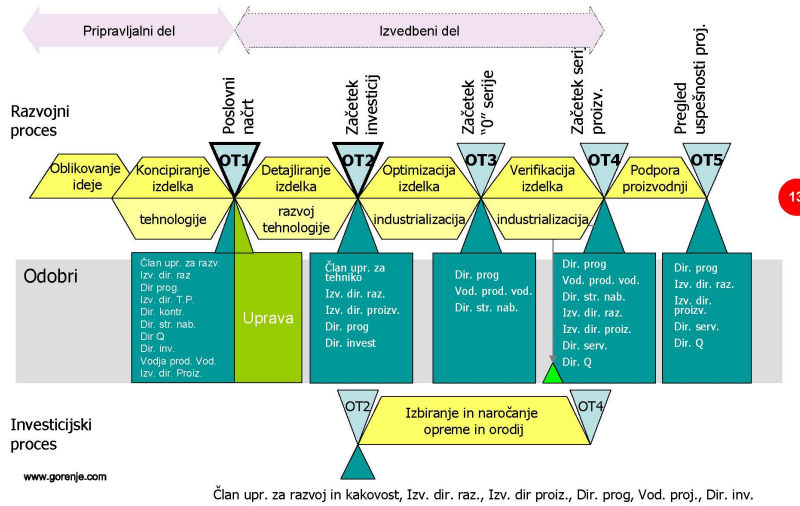 Pripravljalni del
Izvedbeni del
Razvojni
proces
Poslovni
načrt
Začetek
investicij
Začetek
“0” serije
Začetek serij
proizv.
Pregled
uspešnosti proj.
OT1
OT2
OT3
OT4
OT5
Oblikovanje
ideje
Koncipiranje
izdelka
Detajliranje
izdelka
Optimizacija
izdelka
Verifikacija
izdelka
Podpora
proizvodnji
tehnologije
razvoj
tehnologije
industrializacija
industrializacija
13
Odobri
Član upr. za razv.
Izv. dir. raz
Dir prog.
Izv. dir. T.P.
Dir. kontr.
Dir. str. nab.
Dir Q
Dir. inv.
Vodja prod. Vod.
Izv. dir. Proiz.
Uprava
Član upr. za
tehniko
Izv. dir. raz.
Izv. dir. proizv.
Dir. prog
Dir. invest
Dir. prog
Vod. prod. vod.
Dir. str. nab.
Dir. prog
Vod. prod. vod.
Dir. str. nab.
Izv. dir. raz.
Izv. dir. proiz.
Dir. serv.
Dir. Q
Dir. prog
Izv. dir. raz.
Izv. dir.
proizv.
Dir. serv.
Dir. Q
Investicijski
proces
OT2
Izbiranje in naročanje
opreme in orodij
OT4
www.gorenje.com
Član upr. za razvoj in kakovost, Izv. dir. raz., Izv. dir proiz., Dir. prog, Vod. proj., Dir. inv.